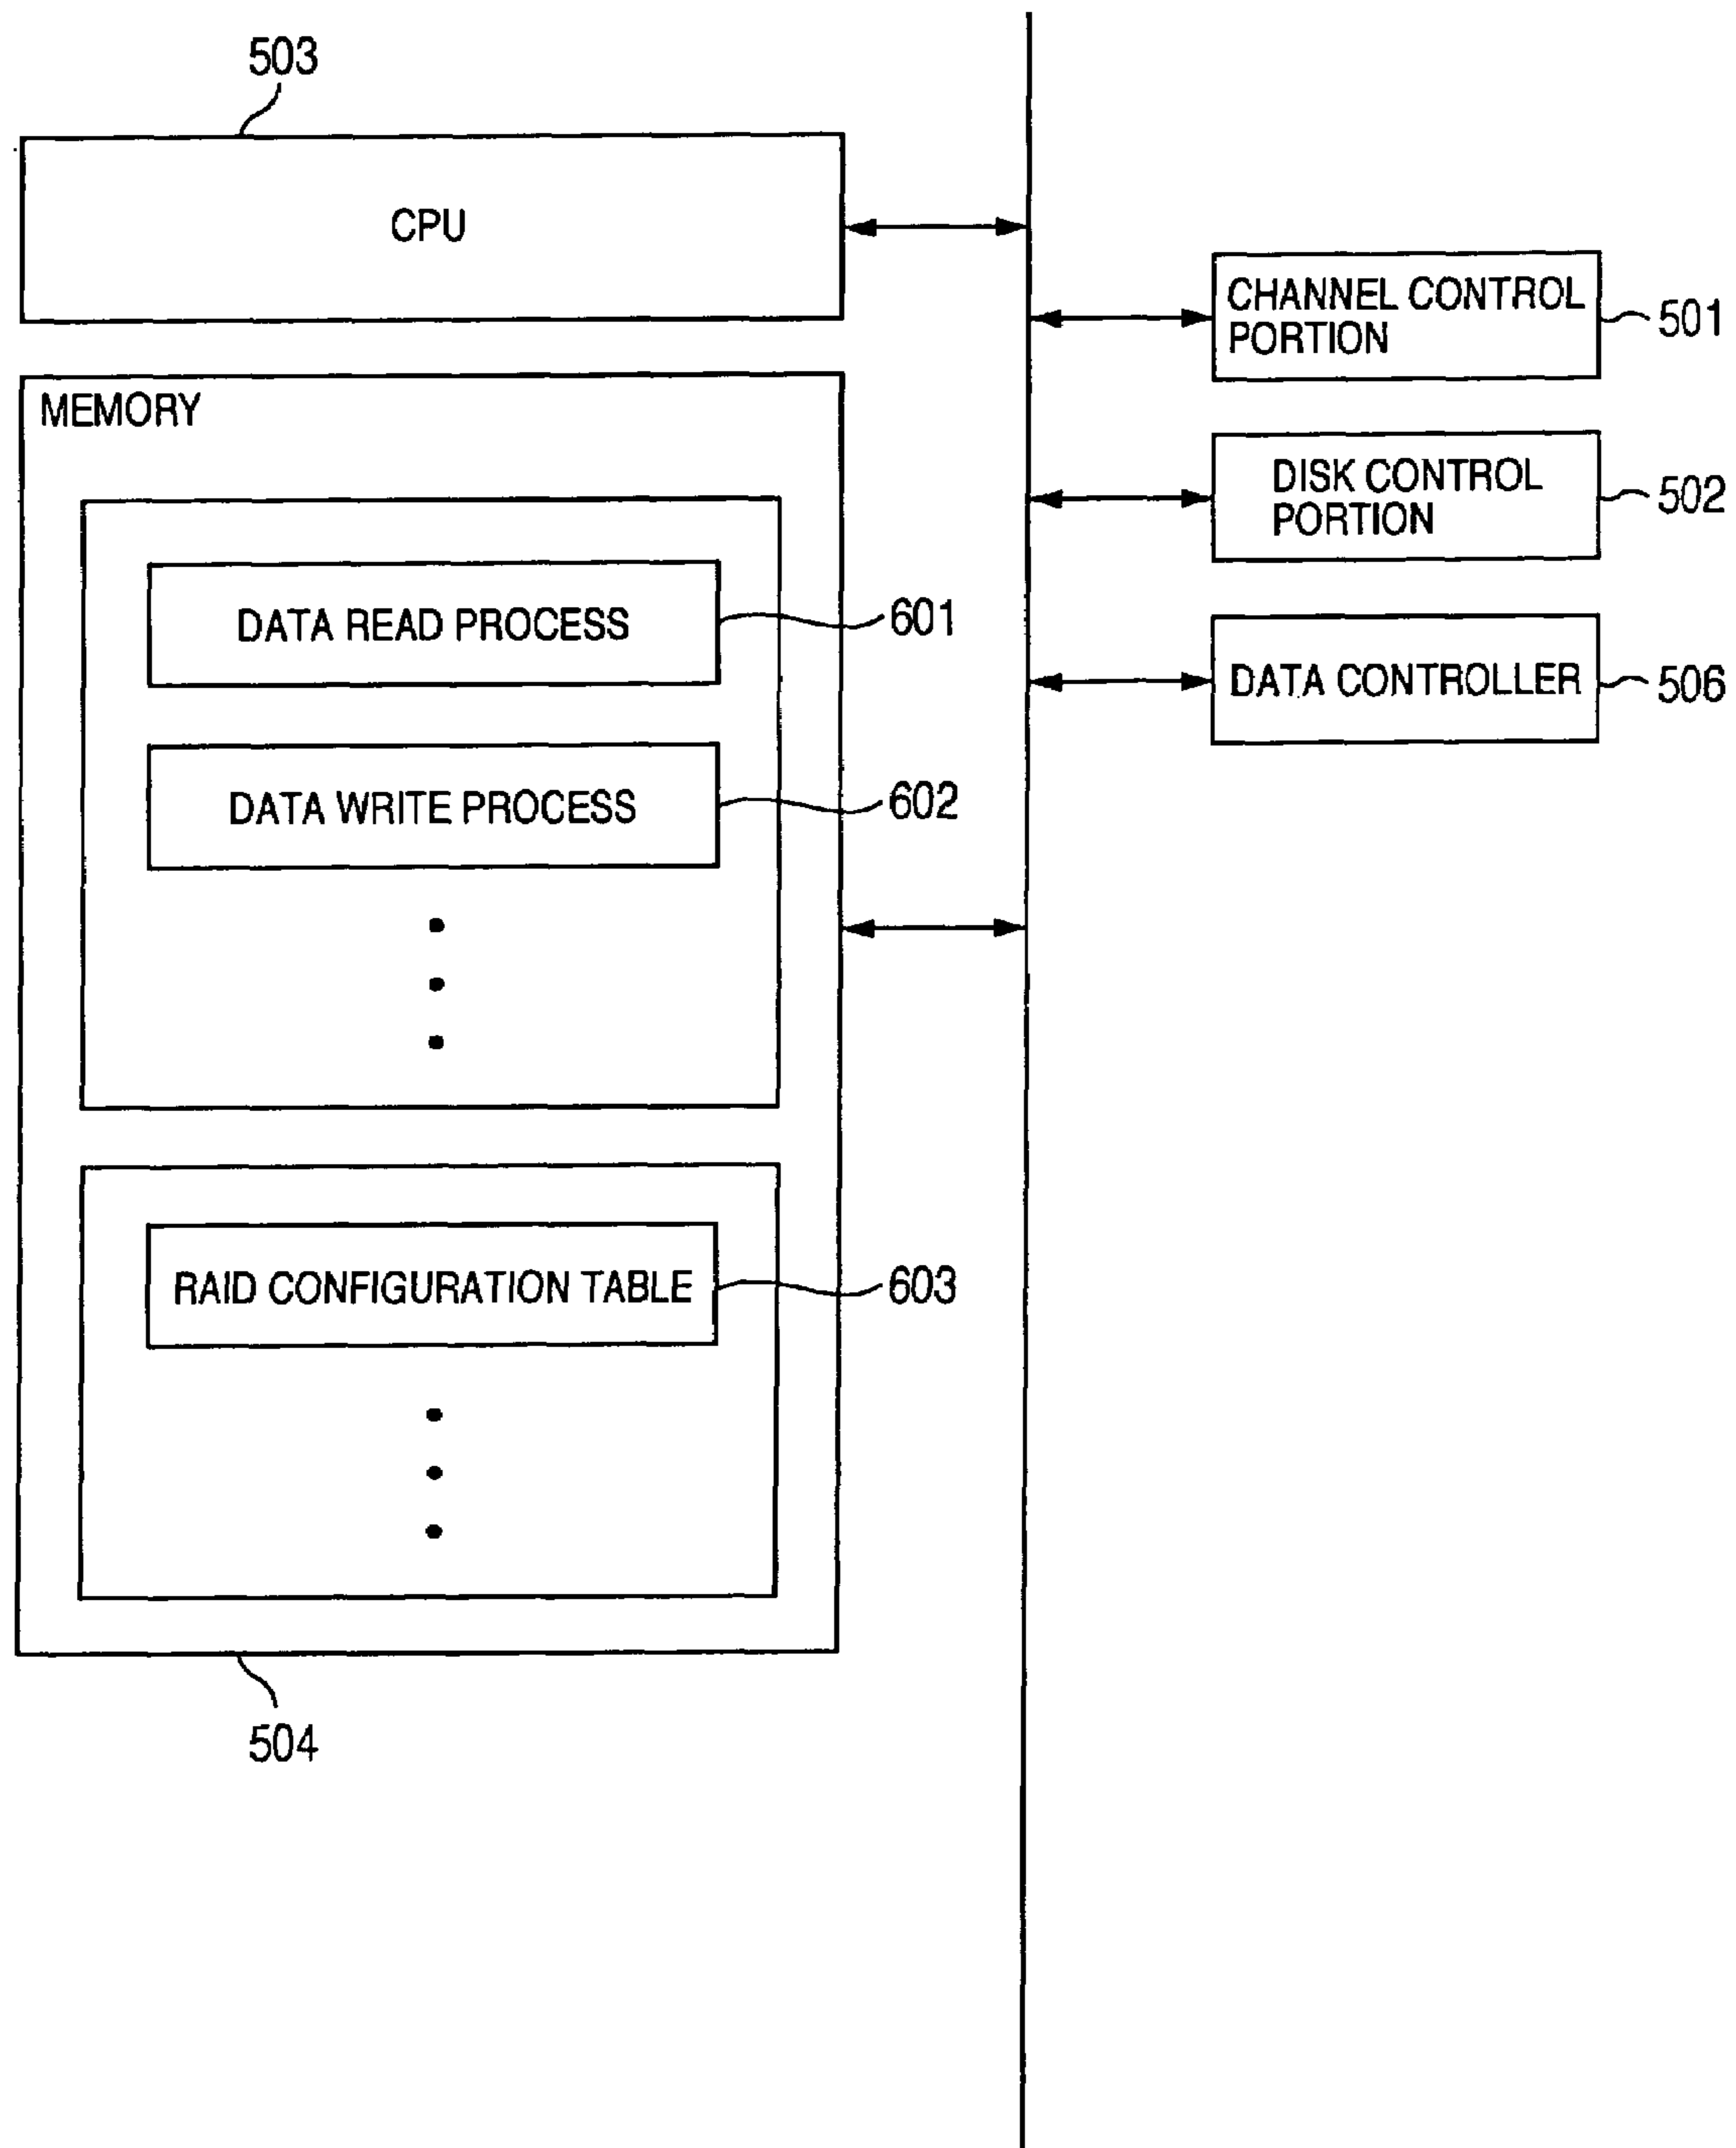 503
CPU
CHANNEL CONTROL
PORTION
501
MEMORY
DISK CONTROL
PORTION
502
DATA READ PROCESS
601
DATA CONTROLLER
506
DATA WRITE PROCESS
602
RAID CONFIGURATION TABLE
603
504